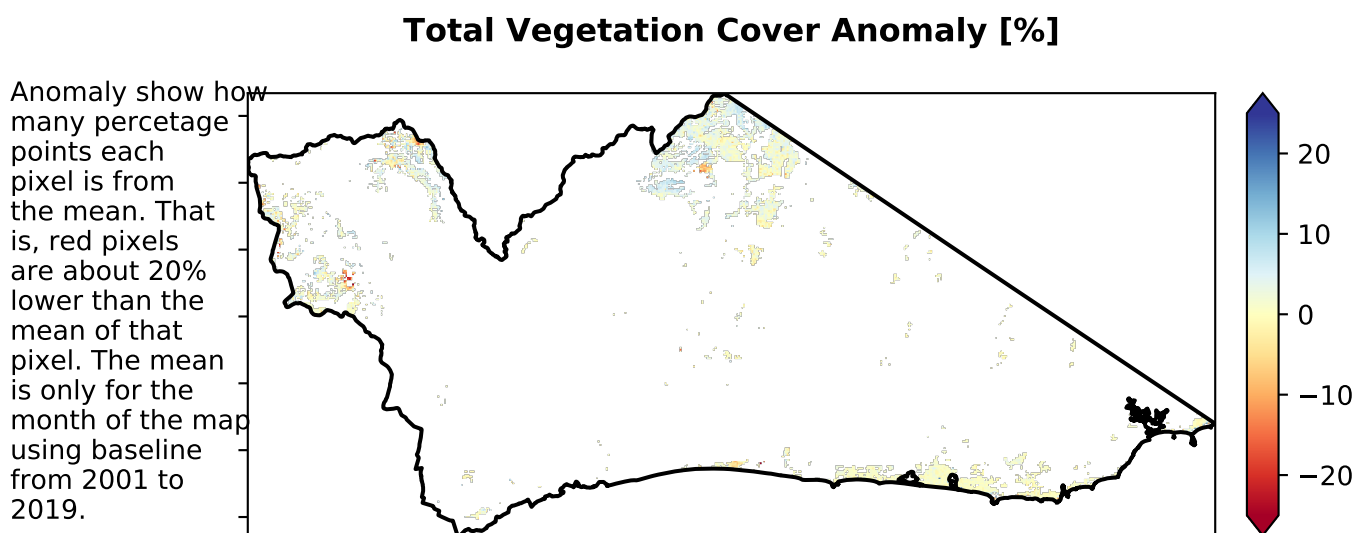 Total Vegetation Cover Anomaly [%]
Anomaly show how
many percetage
points each
pixel is from
the mean. That
is, red pixels
are about 20%
lower than the
mean of that
pixel. The mean
is only for the
month of the map
using baseline
from 2001 to
2019.
20
10
0
−10
−20